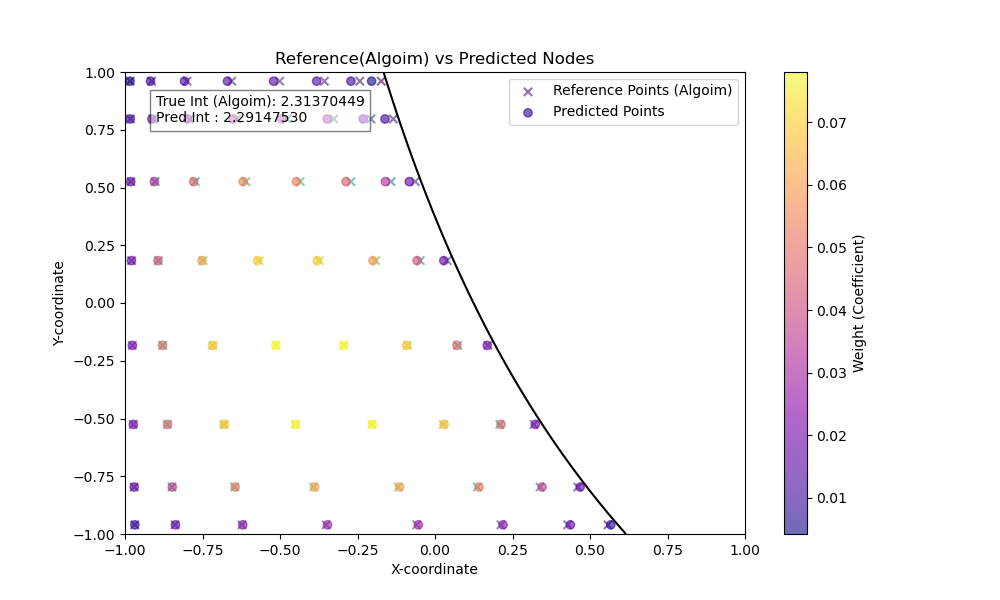 Reference(Algoim) vs Predicted Nodes
True Int (Algoim): 2.31370449
Pred Int : 2.29147530
Reference Points (Algoim)
Predicted Points
1.00
0.75
0.50
0.25
0.00
−0.25
−0.50
−0.75
−1.00
Y-coordinate
−1.00 −0.75 −0.50 −0.25 0.00 0.25 0.50 0.75 1.00
X-coordinate
0.07
0.06
0.05
0.04
0.03
0.02
0.01
Weight (Coefficient)